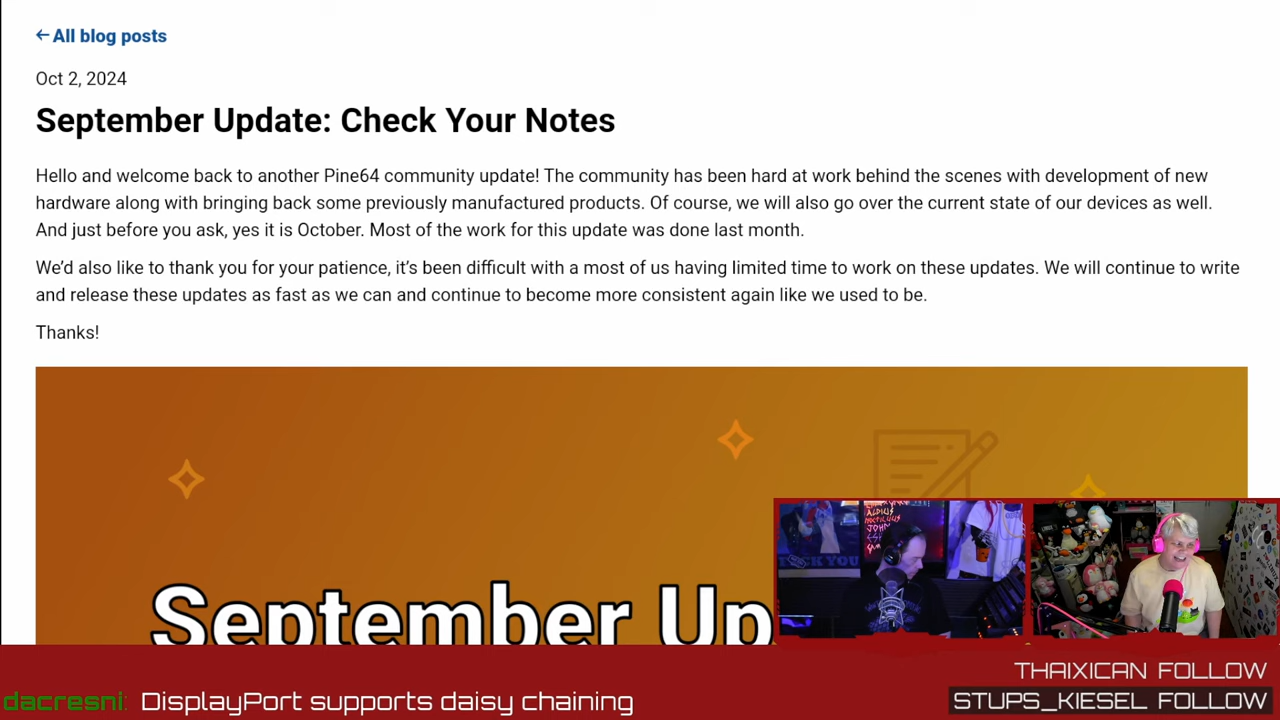 ← All blog posts
Oct 2, 2024
September Update: Check Your Notes
Hello and welcome back to another Pine64 community update! The community has been hard at work behind the scenes with development of new
hardware along with bringing back some previously manufactured products. Of course, we will also go over the current state of our devices as well.
And just before you ask, yes it is October. Most of the work for this update was done last month.
We’d also like to thank you for your patience, it’s been difficult with a most of us having limited time to work on these updates. We will continue to write
and release these updates as fast as we can and continue to become more consistent again like we used to be.
Thanks!
September Up
THAIXICAN FOLLOW
dacresni: DisplayPort supports daisy chaining
STUPS_KIESEL FOLLOW